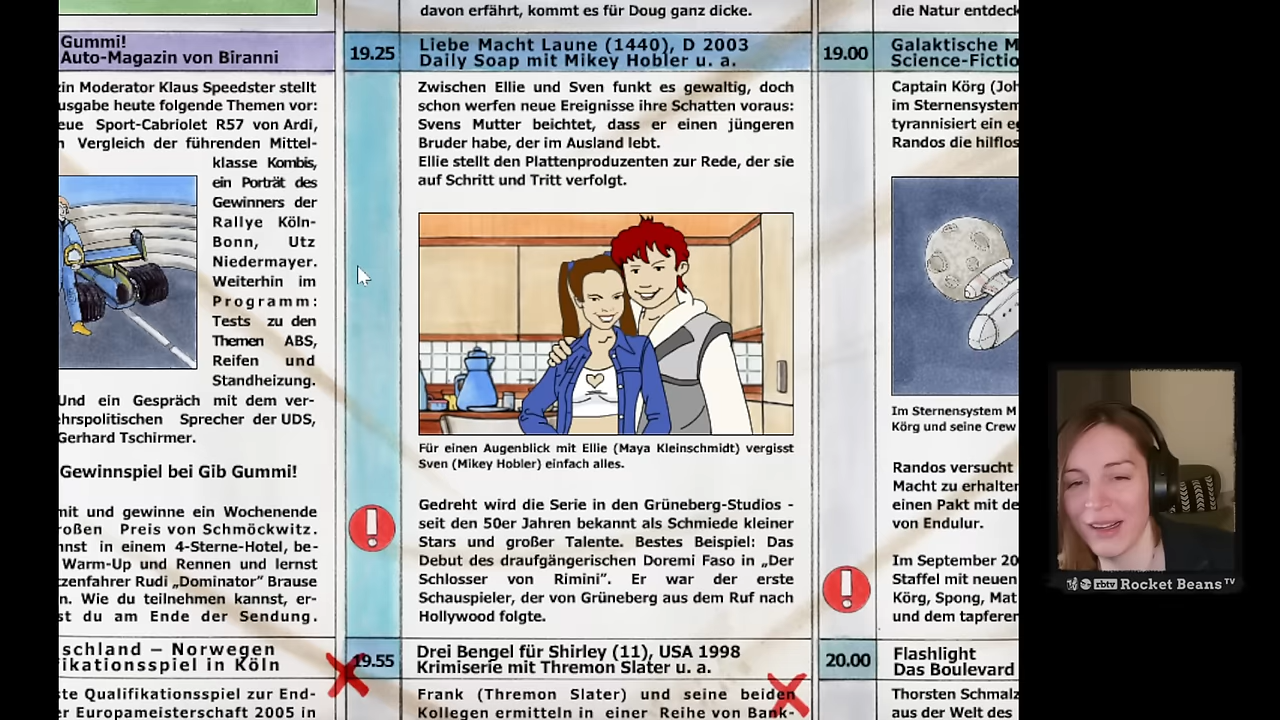 davon erfährt, kommt es für Doug ganz dicke.
die Natur entdeck
Gummi!
Auto-Magazin von Biranni
zin Moderator Klaus Speedster stellt
usgabe heute folgende Themen vor:
eue Sport-Cabriolet R57 von Ardi,
n Vergleich der führenden Mittel-
klasse Kombis,
ein Porträt des
Gewinners der
Rallye Köln-
Bonn, Utz
Niedermayer.
Weiterhin im
Programm:
Tests zu den
Themen ABS,
Reifen und
Standheizung.
Und ein Gespräch mit dem ver-
ehrspolitischen Sprecher der UDS,
Gerhard Tschirmer.
Gewinnspiel bei Gib Gummi!
mit und gewinne ein Wochenende
roßen Preis von Schmöckwitz.
nnst in einem 4-Sterne-Hotel, be-
Warm-Up und Rennen und lernst
tzenfahrer Rudi „Dominator" Brause
n. Wie du teilnehmen kannst, er-
st du am Ende der Sendung.
schland – Norwegen
ifikationsspiel in Köln
ste Qualifikationsspiel zur End-
er Europameisterschaft 2005 in
19.25
Liebe Macht Laune (1440), D 2003
Daily Soap mit Mikey Hobler u. a.
Zwischen Ellie und Sven funkt es gewaltig, doch
schon werfen neue Ereignisse ihre Schatten voraus:
Svens Mutter beichtet, dass er einen jüngeren
Bruder habe, der im Ausland lebt.
Ellie stellt den Plattenproduzenten zur Rede, der sie
auf Schritt und Tritt verfolgt.
Für einen Augenblick mit Ellie (Maya Kleinschmidt) vergisst
Sven (Mikey Hobler) einfach alles.
Gedreht wird die Serie in den Grüneberg-Studios -
seit den 50er Jahren bekannt als Schmiede kleiner
Stars und großer Talente. Bestes Beispiel: Das
Debut des draufgängerischen Doremi Faso in „Der
Schlosser von Rimini". Er war der erste
Schauspieler, der von Grüneberg aus dem Ruf nach
Hollywood folgte.
19.55
Drei Bengel für Shirley (11), USA 1998
Krimiserie mit Thremon Slater u. a.
Frank (Thremon Slater) und seine beiden
Kollegen ermitteln in einer Reihe von Bank-
19.00
Galaktische M
Science-Fictio
Captain Körg (Joh
im Sternensystem
tyrannisiert ein eg
Randos die hilflos
Im Sternensystem M
Körg und seine Crew
Randos versucht
Macht zu erhalten
einen Pakt mit de
von Endulur.
Im September 20
Staffel mit neuen
Körg, Spong, Mat
und dem tapferen
20.00
Flashlight
Das Boulevard
Thorsten Schmalz
aus der Welt des
rbtv Rocket Beans TV